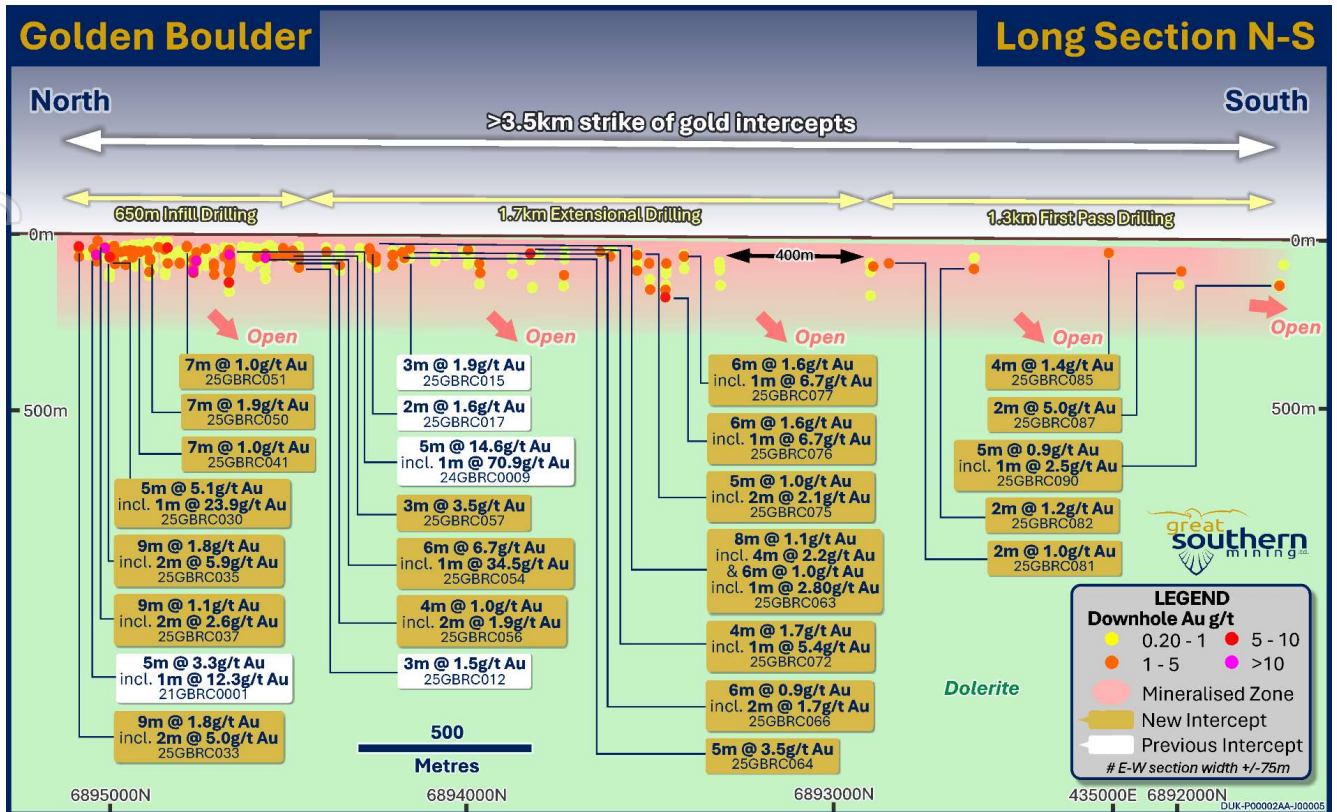 Golden Boulder
Long Section N-S
North
South
>3.5km strike of gold intercepts
650m Infill Drilling
1.7km Extensional Drilling
1.3km First Pass Drilling
0m
0m
400m
Open
Open
Open
Open
Open
500m
500m
7m @ 1.0g/t Au
25GBRC051
7m @ 1.9g/t Au
25GBRC050
7m @ 1.0g/t Au
25GBRC041
5m @ 5.1g/t Au
incl. 1m @ 23.9g/t Au
25GBRC030
9m @ 1.8g/t Au
incl. 2m @ 5.9g/t Au
25GBRC035
9m @ 1.1g/t Au
incl. 2m @ 2.6g/t Au
25GBRC037
5m @ 3.3g/t Au
incl. 1m @ 12.3g/t Au
21GBRC0001
9m @ 1.8g/t Au
incl. 2m @ 5.0g/t Au
25GBRC033
3m @ 1.9g/t Au
25GBRC015
2m @ 1.6g/t Au
25GBRC017
5m @ 14.6g/t Au
incl. 1m @ 70.9g/t Au
24GBRC0009
3m @ 3.5g/t Au
25GBRC057
6m @ 6.7g/t Au
incl. 1m @ 34.5g/t Au
25GBRC054
4m @ 1.0g/t Au
incl. 2m @ 1.9g/t Au
25GBRC056
3m @ 1.5g/t Au
25GBRC012
6m @ 1.6g/t Au
incl. 1m @ 6.7g/t Au
25GBRC077
6m @ 1.6g/t Au
incl. 1m @ 6.7g/t Au
25GBRC076
5m @ 1.0g/t Au
incl. 2m @ 2.1g/t Au
25GBRC075
8m @ 1.1g/t Au
incl 4m @ 2.2g/t Au
& 6m @ 1.0g/t Au
incl. 1m @ 2.80g/t Au
25GBRC063
4m @ 1.7g/t Au
incl. 1m @ 5.4g/t Au
25GBRC072
6m @ 0.9g/t Au
incl. 2m @ 1.7g/t Au
25GBRC066
5m @ 3.5g/t Au
25GBRC064
4m @ 1.4g/t Au
25GBRC085
2m @ 5.0g/t Au
25GBRC087
5m @ 0.9g/t Au
incl. 1m @ 2.5g/t Au
25GBRC090
2m @ 1.2g/t Au
25GBRC082
2m @ 1.0g/t Au
25GBRC081
great
southern
mining ltd.
Dolerite
500
Metres
LEGEND
Downhole Au g/t
0.20 - 1
5 - 10
1 - 5
>10
Mineralised Zone
New Intercept
Previous Intercept
# E-W section width +/-75m
6895000N
6894000N
6893000N
435000E
6892000N
DUK-P00002AA-J00005